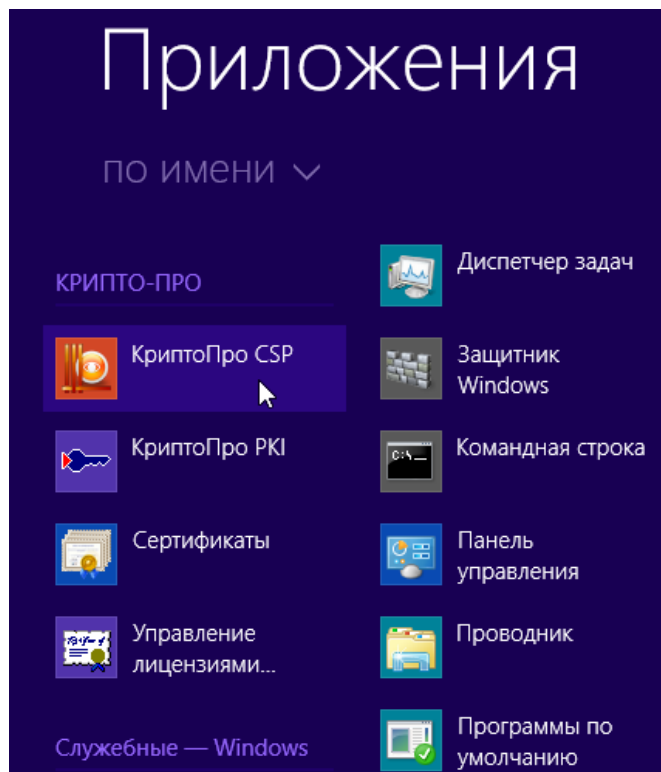 Приложения
по имени
КРИПТО-ПРО
КриптоПро CSP
КриптоПро PKI
Сертификаты
Управление
лицензиями...
Служебные — Windows
Диспетчер задач
Защитник
Windows
C:\
Командная строка
Панель
управления
Проводник
Программы по
умолчанию